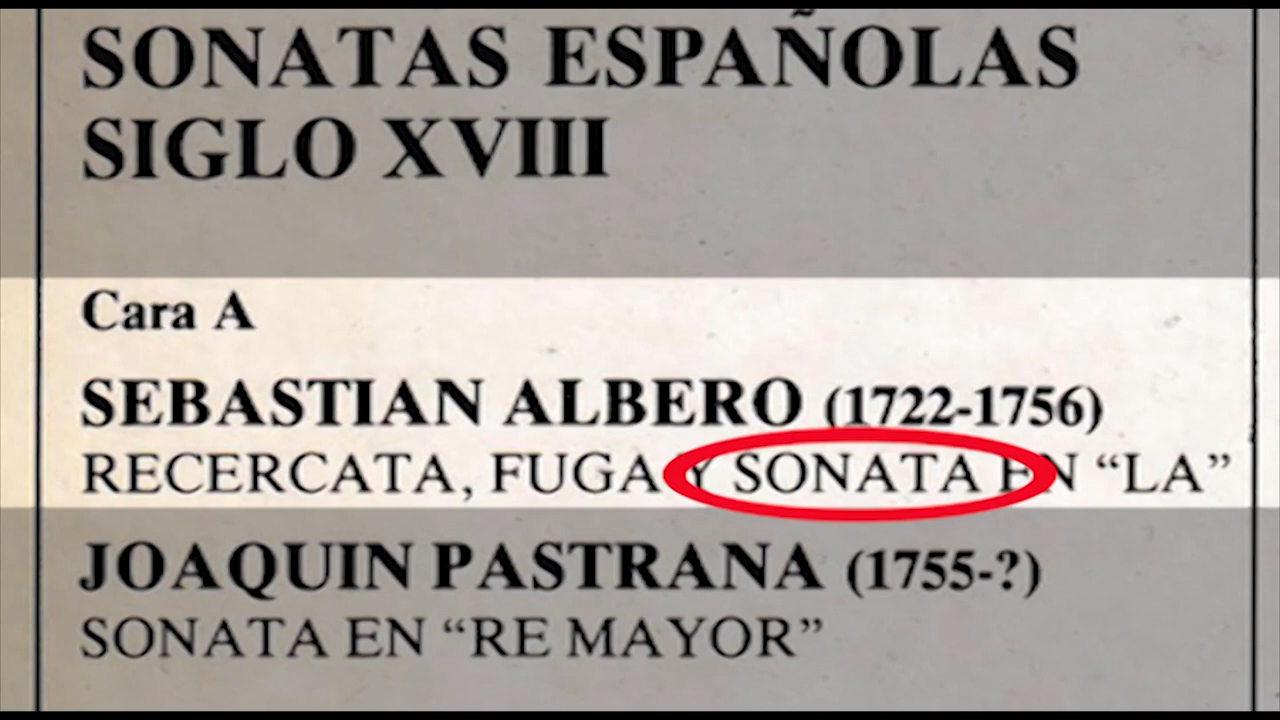 SONATAS ESPAÑOLAS
SIGLO XVIII
Cara A
SEBASTIAN ALBERO (1722-1756)
RECERCATA, FUGA Y SONATA EN “LA”
JOAQUIN PASTRANA (1755-?)
SONATA EN “RE MAYOR”